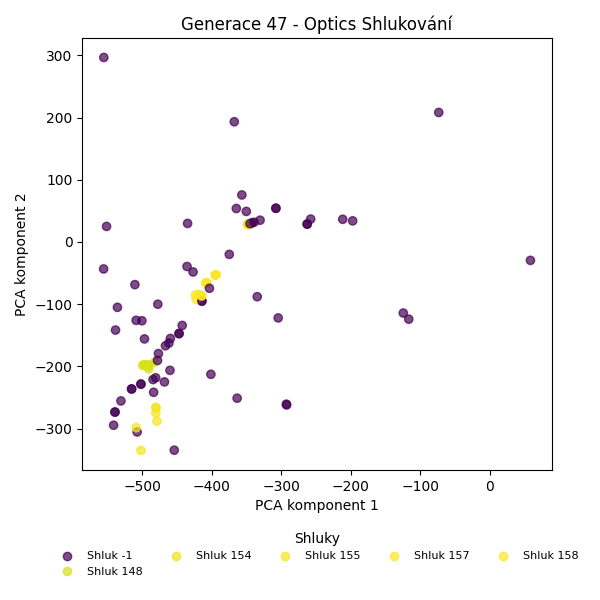 Generace 47 - Optics Shlukování
300
200
100
0
−100
−200
−300
PCA komponent 2
−500 −400 −300 −200 −100 0
PCA komponent 1
Shluky
Shluk -1 Shluk 154 Shluk 155 Shluk 157 Shluk 158
Shluk 148